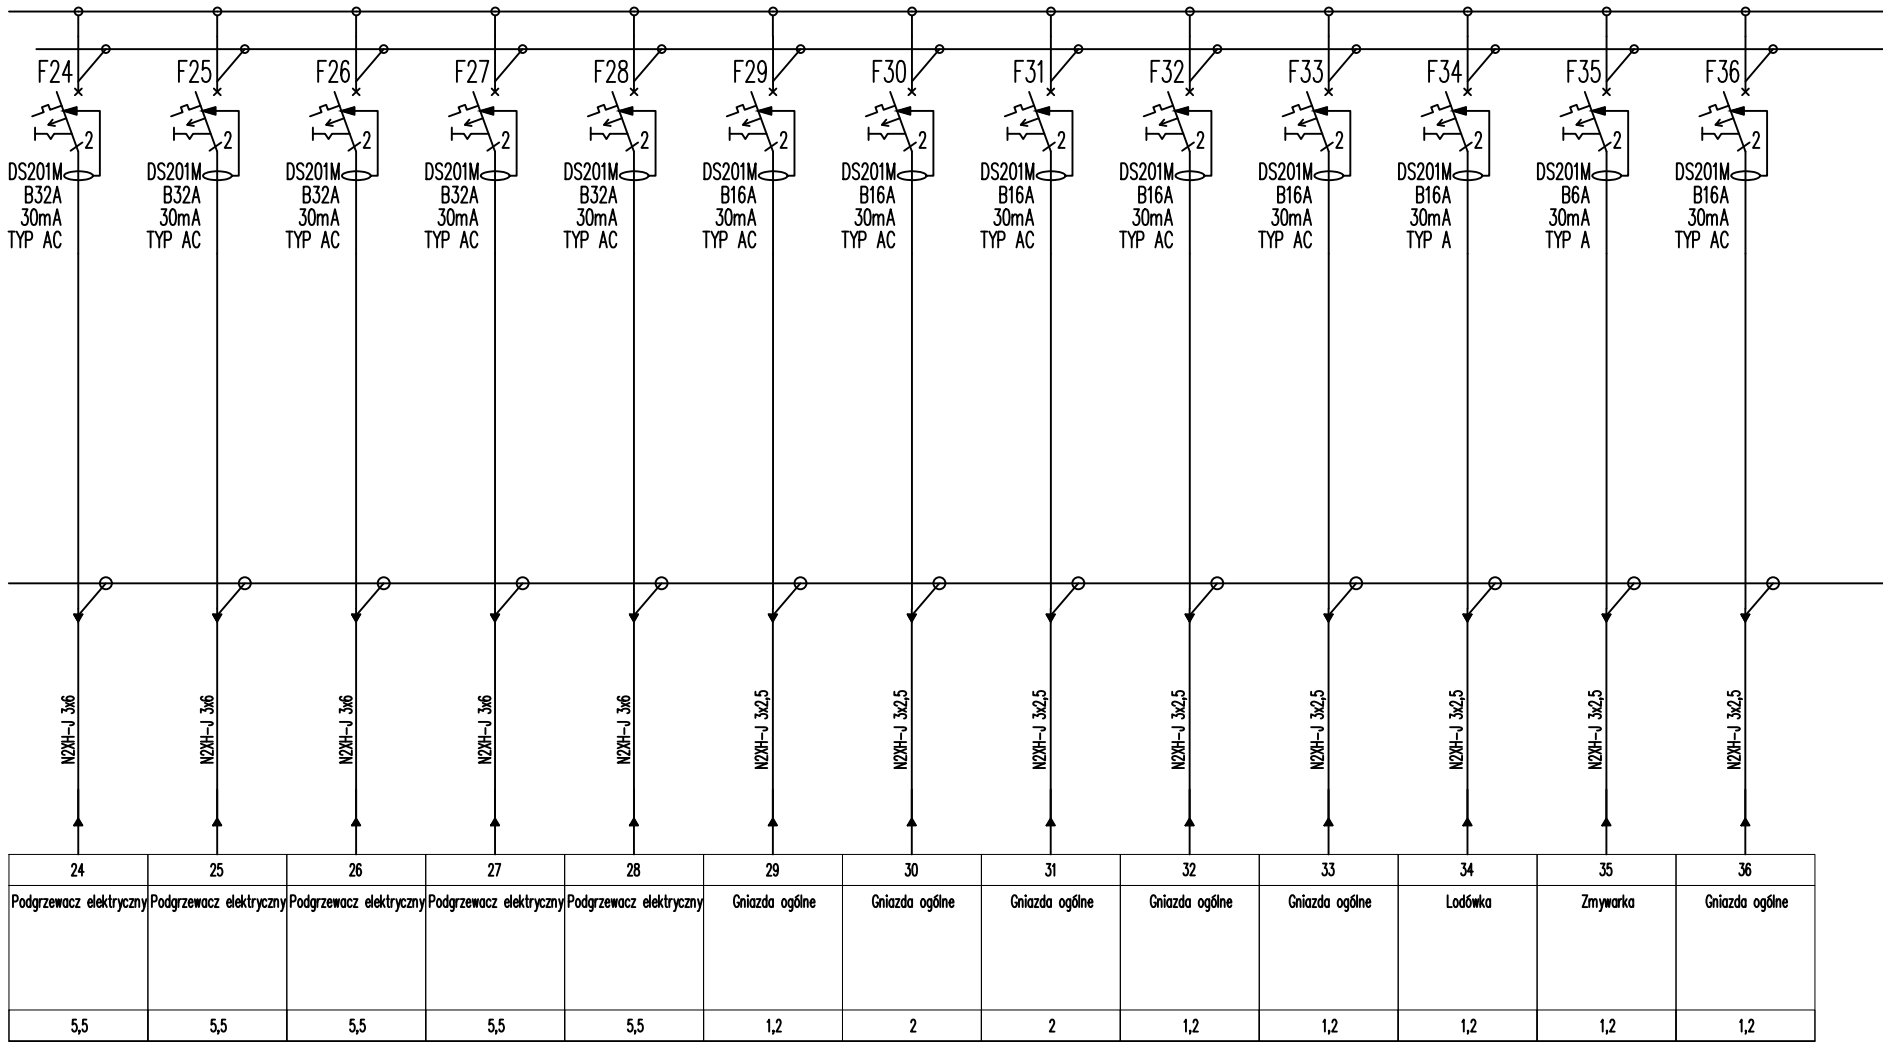 F24 F25 F26 F27 F28 F29 F30 F31 F32 F33 F34 F35 F36
2 2 2 2 2 2 2 2 2 2 2 2 2
DS201M DS201M DS201M DS201M DS201M DS201M DS201M DS201M DS201M DS201M DS201M DS201M DS201M
B32A B32A B32A B32A B32A B16A B16A B16A B16A B16A B16A B6A B16A
30mA 30mA 30mA 30mA 30mA 30mA 30mA 30mA 30mA 30mA 30mA 30mA 30mA
TYP AC TYP AC TYP AC TYP AC TYP AC TYP AC TYP AC TYP AC TYP AC TYP AC TYP A TYP A TYP AC
N2XH-J 3x6
N2XH-J 3x6
N2XH-J 3x6
N2XH-J 3x6
N2XH-J 3x6
N2XH-J 3x2,5
N2XH-J 3x2,5
N2XH-J 3x2,5
N2XH-J 3x2,5
N2XH-J 3x2,5
N2XH-J 3x2,5
N2XH-J 3x2,5
N2XH-J 3x2,5
24 25 26 27 28 29 30 31 32 33 34 35 36
Podgrzewacz elektryczny Podgrzewacz elektryczny Podgrzewacz elektryczny Podgrzewacz elektryczny Podgrzewacz elektryczny Gniazda ogólne Gniazda ogólne Gniazda ogólne Gniazda ogólne Gniazda ogólne Lodówka Zmywarka Gniazda ogólne
5,5 5,5 5,5 5,5 5,5 1,2 2 2 1,2 1,2 1,2 1,2 1,2